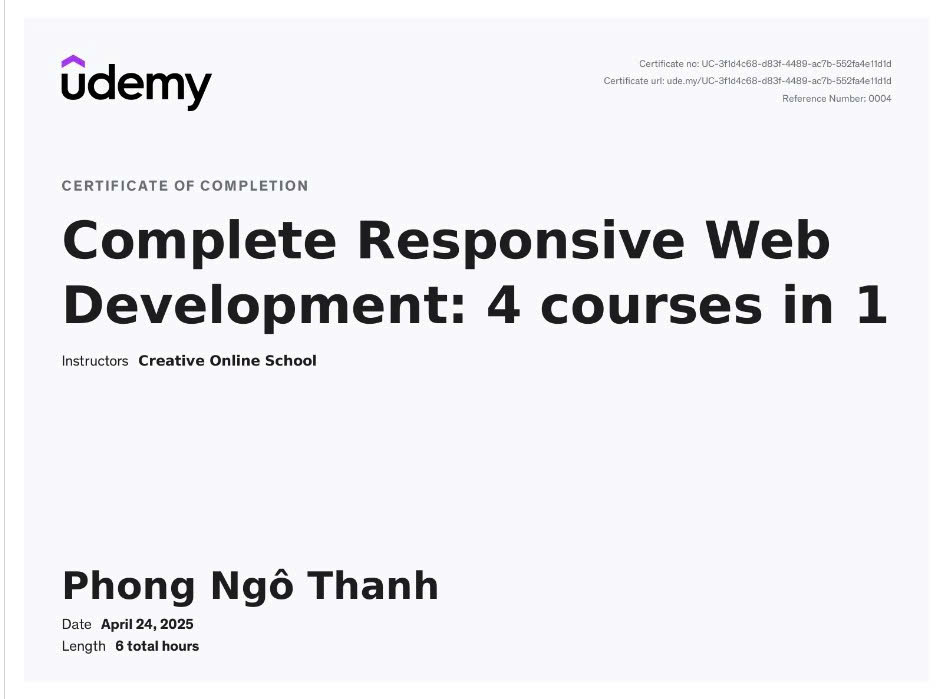 udemy
Certificate no: UC-3f1d4c68-d83f-4489-ac7b-552fa4e11d1d
Certificate url: ude.my/UC-3f1d4c68-d83f-4489-ac7b-552fa4e11d1d
Reference Number: 0004
CERTIFICATE OF COMPLETION
Complete Responsive Web
Development: 4 courses in 1
Instructors Creative Online School
Phong Ngô Thanh
Date April 24, 2025
Length 6 total hours